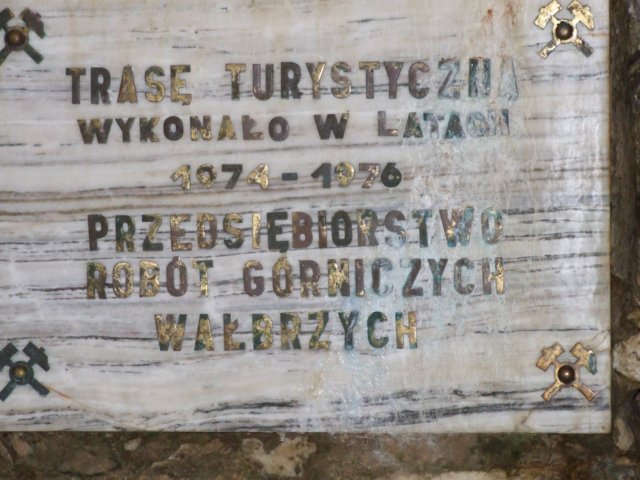 TRASĘ TURYSTYCZNĄ
WYKONAŁO W LATACH
1974 - 1976
PRZEDSIĘBIORSTWO
ROBÓT GÓRNICZYCH
WAŁBRZYCH